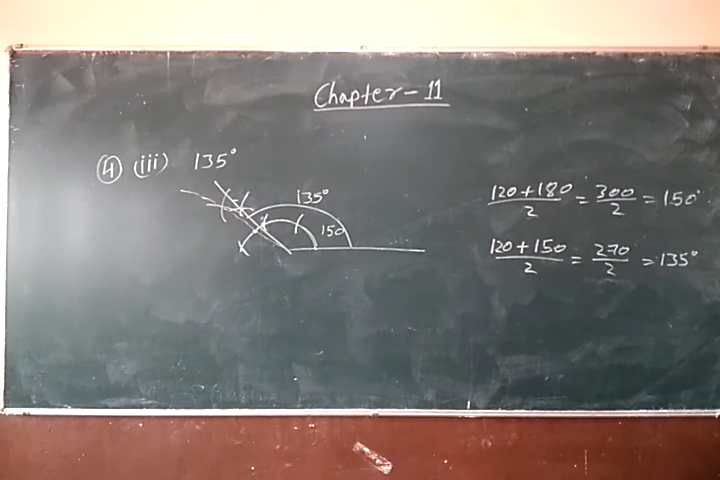 Chapter-11
④ (iii) 135°
135°
150
120+180/2 = 300/2 = 150°
120+150/2 = 270/2 = 135°